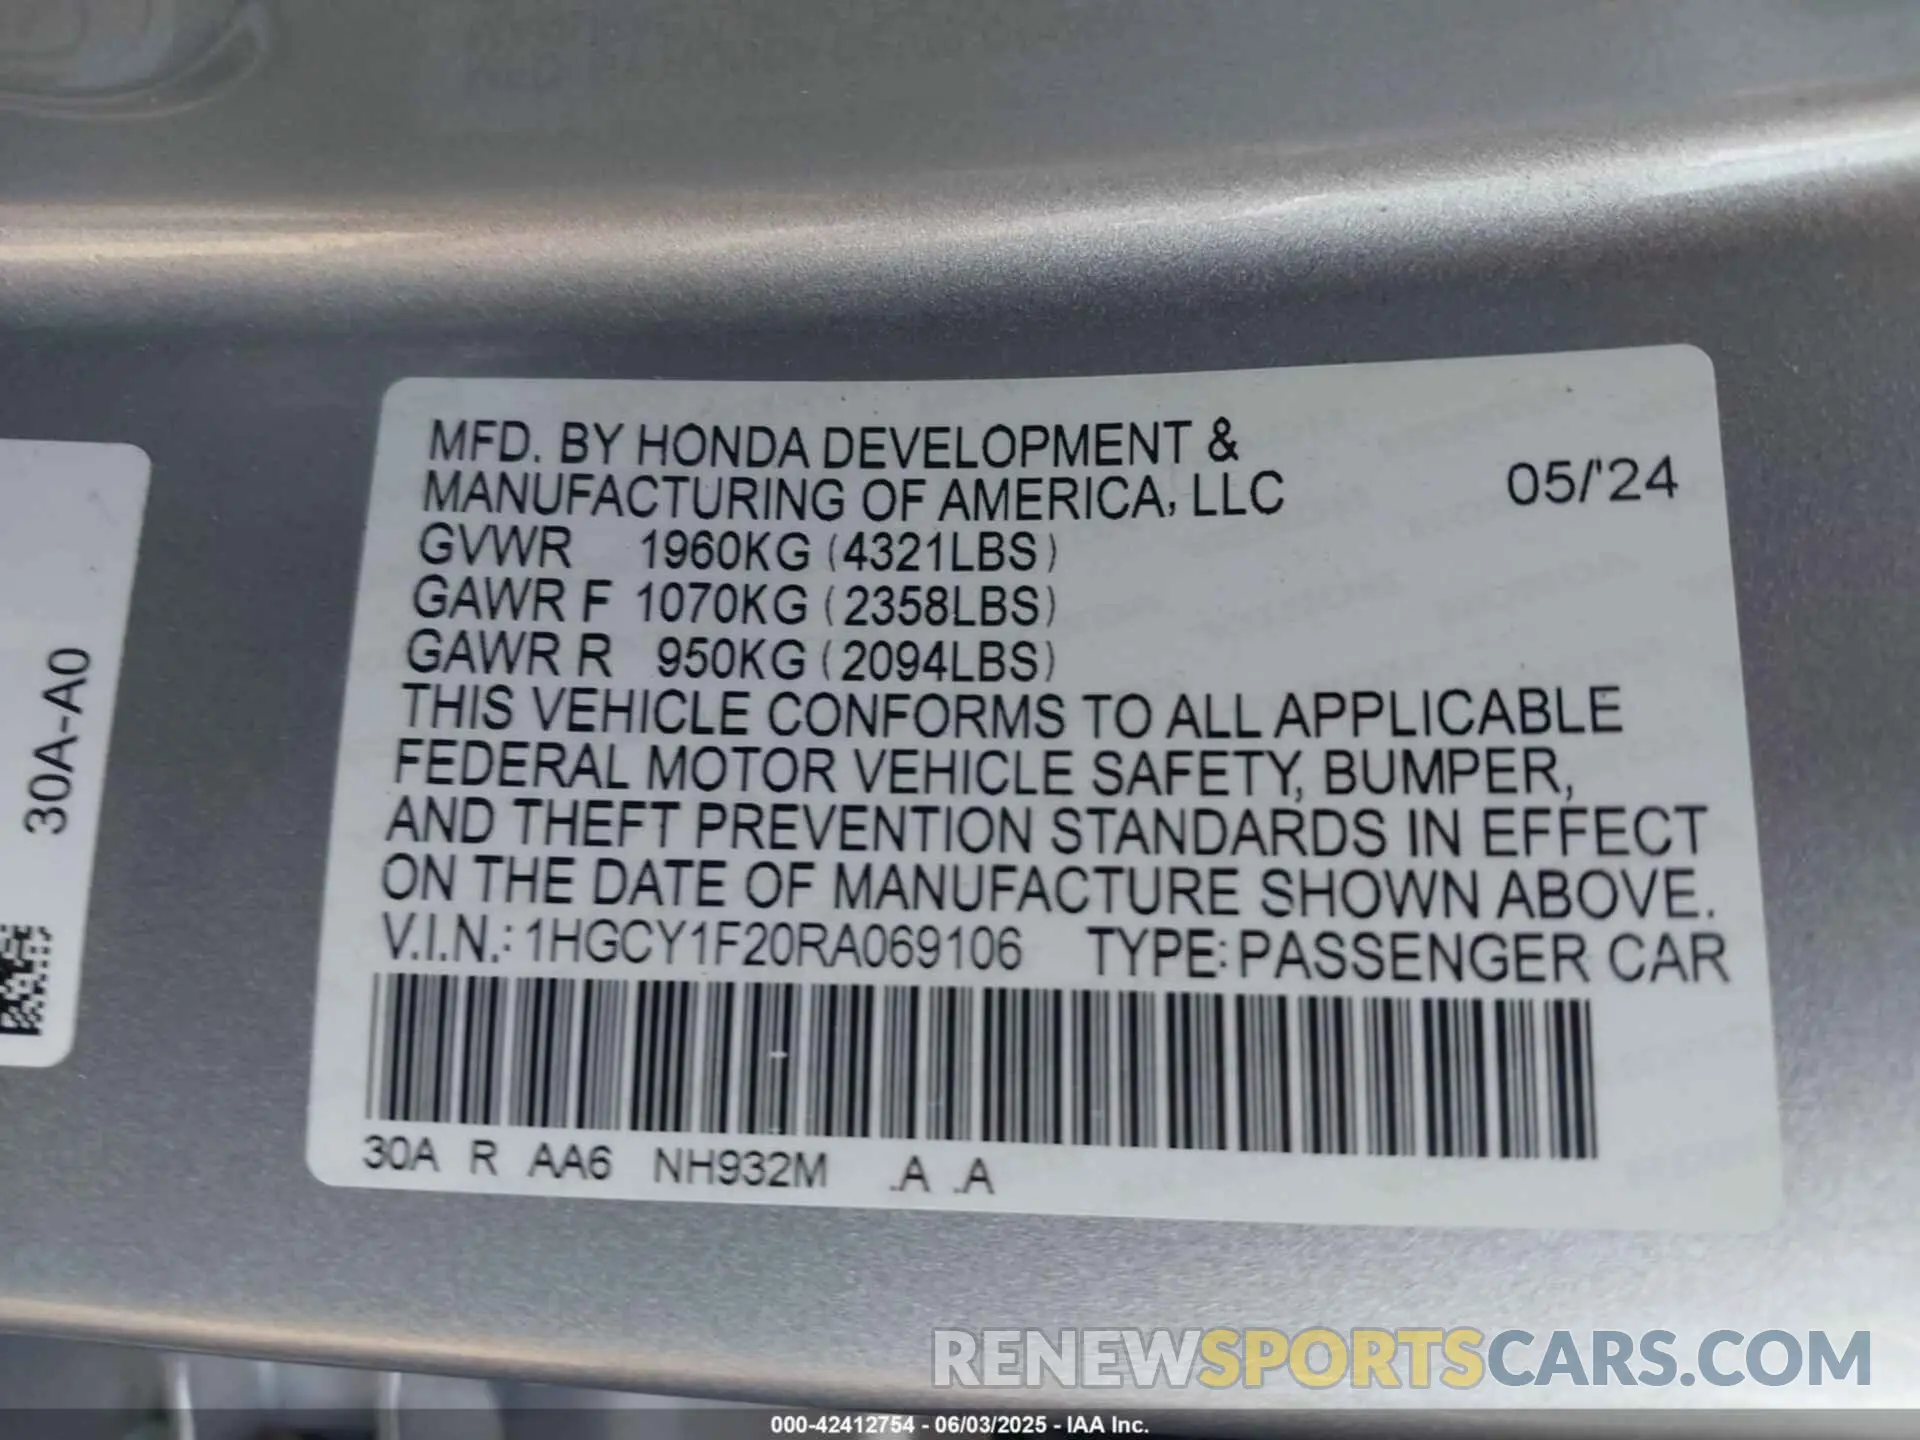 MFD. BY HONDA DEVELOPMENT &
MANUFACTURING OF AMERICA, LLC
05/'24
GVWR 1960KG (4321LBS)
GAWR F 1070KG (2358LBS)
GAWR R 950KG (2094LBS)
THIS VEHICLE CONFORMS TO ALL APPLICABLE
FEDERAL MOTOR VEHICLE SAFETY, BUMPER,
AND THEFT PREVENTION STANDARDS IN EFFECT
ON THE DATE OF MANUFACTURE SHOWN ABOVE.
V.I.N.: 1HGCY1F20RA069106 TYPE: PASSENGER CAR
30A R AA6 NH932M .A .A
30A-A0
RENEWSPORTSCARS.COM
000-42412754 - 06/03/2025 - IAA Inc.